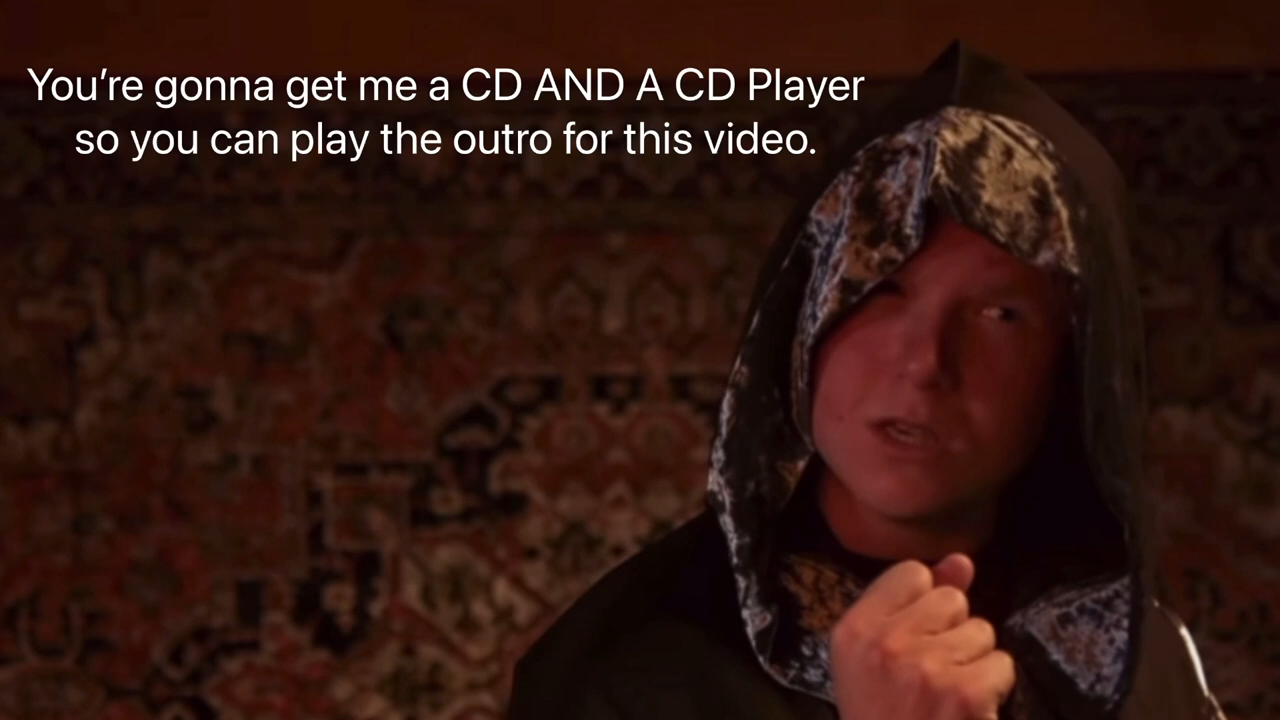 You’re gonna get me a CD AND A CD Player
so you can play the outro for this video.